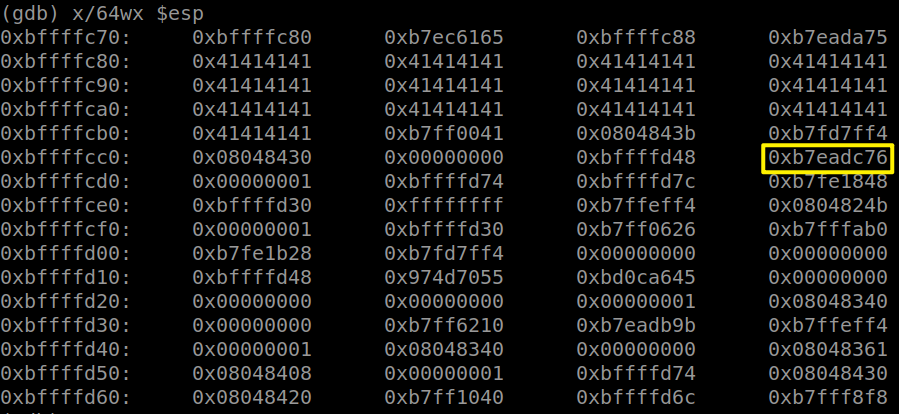 (gdb) x/64wx $esp
0xbffffc70: 0xbffffc80 0xb7ec6165 0xbffffc88 0xb7eada75
0xbffffc80: 0x41414141 0x41414141 0x41414141 0x41414141
0xbffffc90: 0x41414141 0x41414141 0x41414141 0x41414141
0xbffffca0: 0x41414141 0x41414141 0x41414141 0x41414141
0xbffffcb0: 0x41414141 0xb7ff0041 0x0804843b 0xb7fd7ff4
0xbffffcc0: 0x08048430 0x00000000 0xbffffd48 0xb7eadc76
0xbffffcd0: 0x00000001 0xbffffd74 0xbffffd7c 0xb7fe1848
0xbffffce0: 0xbffffd30 0xffffffff 0xb7ffeff4 0x0804824b
0xbffffcf0: 0x00000001 0xbffffd30 0xb7ff0626 0xb7fffab0
0xbffffd00: 0xb7fe1b28 0xb7fd7ff4 0x00000000 0x00000000
0xbffffd10: 0xbffffd48 0x974d7055 0xbd0ca645 0x00000000
0xbffffd20: 0x00000000 0x00000000 0x00000001 0x08048340
0xbffffd30: 0x00000000 0xb7ff6210 0xb7eadb9b 0xb7ffeff4
0xbffffd40: 0x00000001 0x08048340 0x00000000 0x08048361
0xbffffd50: 0x08048408 0x00000001 0xbffffd74 0x08048430
0xbffffd60: 0x08048420 0xb7ff1040 0xbffffd6c 0xb7fff8f8